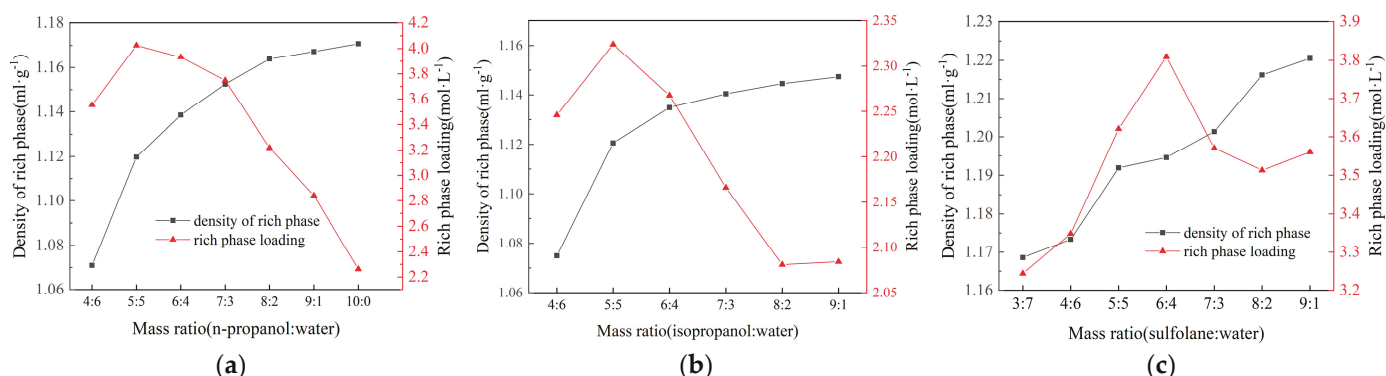 (a)
Density of rich phase(ml·g⁻¹)
1.18
1.16
1.14
1.12
1.10
1.08
1.06
4:6 5:5 6:4 7:3 8:2 9:1 10:0
Mass ratio(n-propanol:water)
density of rich phase
rich phase loading
4.2
4.0
3.8
3.6
3.4
3.2
3.0
2.8
2.6
2.4
2.2
Rich phase loading(mol·L⁻¹)
(b)
Density of rich phase(ml·g⁻¹)
1.16
1.14
1.12
1.10
1.08
1.06
4:6 5:5 6:4 7:3 8:2 9:1
Mass ratio(isopropanol:water)
2.35
2.30
2.25
2.20
2.15
2.10
2.05
Rich phase loading(mol·L⁻¹)
(c)
Density of rich phase(ml·g⁻¹)
1.23
1.22
1.21
1.20
1.19
1.18
1.17
1.16
3:7 4:6 5:5 6:4 7:3 8:2 9:1
Mass ratio(sulfolane:water)
density of rich phase
rich phase loading
3.9
3.8
3.7
3.6
3.5
3.4
3.3
3.2
Rich phase loading(mol·L⁻¹)